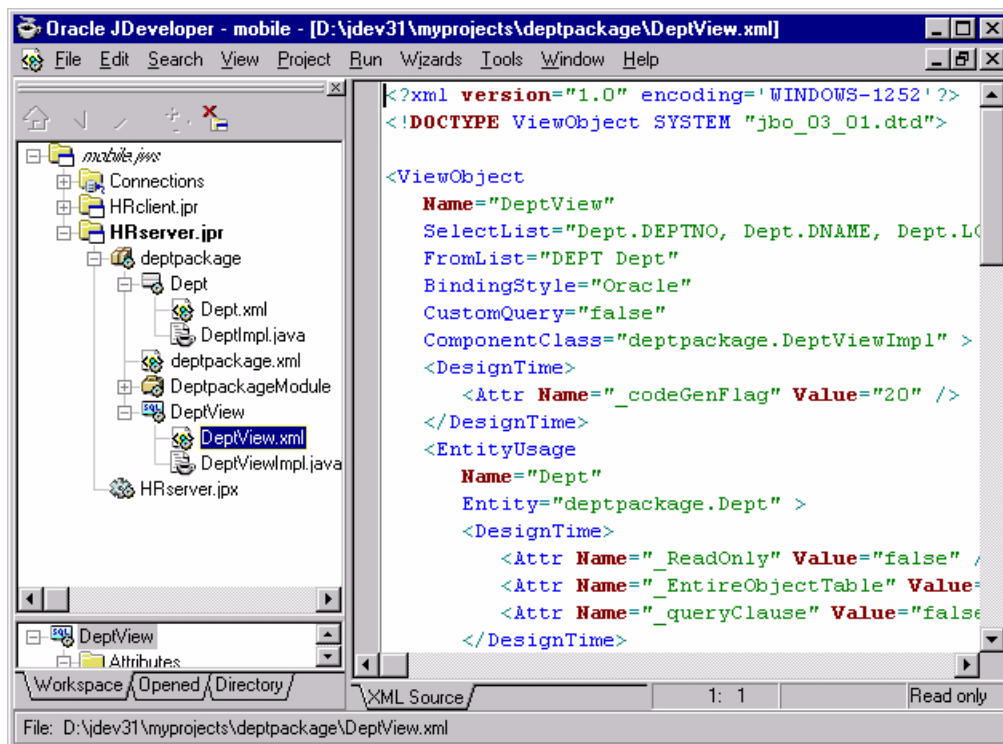 Oracle JDeveloper - mobile - [D:\jdev31\myprojects\deptpackage\DeptView.xml]
File Edit Search View Project Run Wizards Tools Window Help
mobile.jws
Connections
HRclient.jpr
HRserver.jpr
deptpackage
Dept
Dept.xml
DeptImpl.java
deptpackage.xml
DeptpackageModule
SQL DeptView
DeptView.xml
DeptViewImpl.java
HRserver.jpx
SQL DeptView
Attributes
Workspace Opened Directory
<?xml version="1.0" encoding='WINDOWS-1252'?>
<!DOCTYPE ViewObject SYSTEM "jbo_03_01.dtd">
<ViewObject
Name="DeptView"
SelectList="Dept.DEPTNO, Dept.DNAME, Dept.LO
FromList="DEPT Dept"
BindingStyle="Oracle"
CustomQuery="false"
ComponentClass="deptpackage.DeptViewImpl" >
<DesignTime>
<Attr Name="_codeGenFlag" Value="20" />
</DesignTime>
<EntityUsage
Name="Dept"
Entity="deptpackage.Dept" >
<DesignTime>
<Attr Name="_ReadOnly" Value="false" /
<Attr Name="_EntireObjectTable" Value=
<Attr Name="_queryClause" Value="false
</DesignTime>
XML Source 1: 1 Read only
File: D:\jdev31\myprojects\deptpackage\DeptView.xml